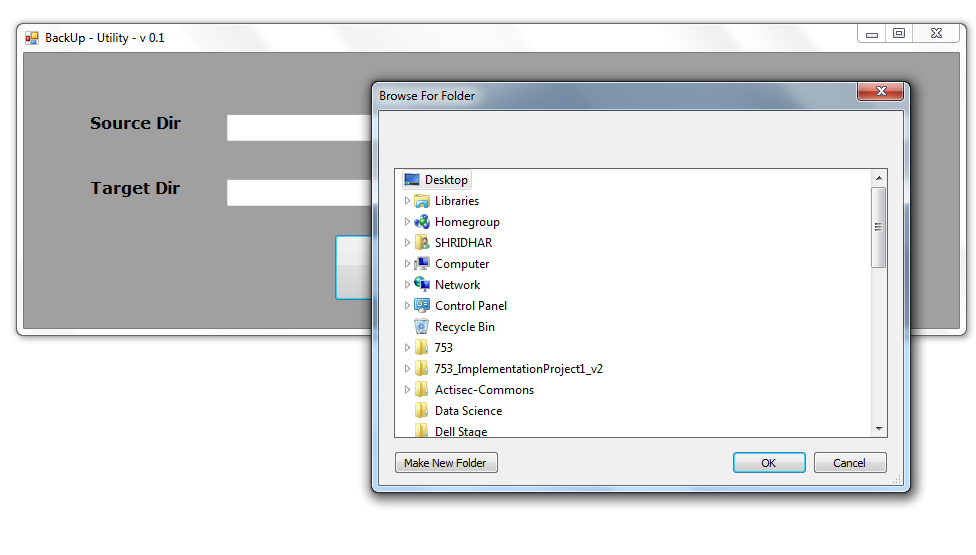 BackUp - Utility - v 0.1
Source Dir
Target Dir
Browse For Folder
Desktop
Libraries
Homegroup
SHRIDHAR
Computer
Network
Control Panel
Recycle Bin
753
753_ImplementationProject1_v2
Actisec-Commons
Data Science
Dell Stage
Make New Folder OK Cancel